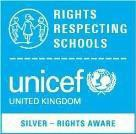 RIGHTS
RESPECTING
SCHOOLS
unicef
UNITED KINGDOM
SILVER – RIGHTS AWARE